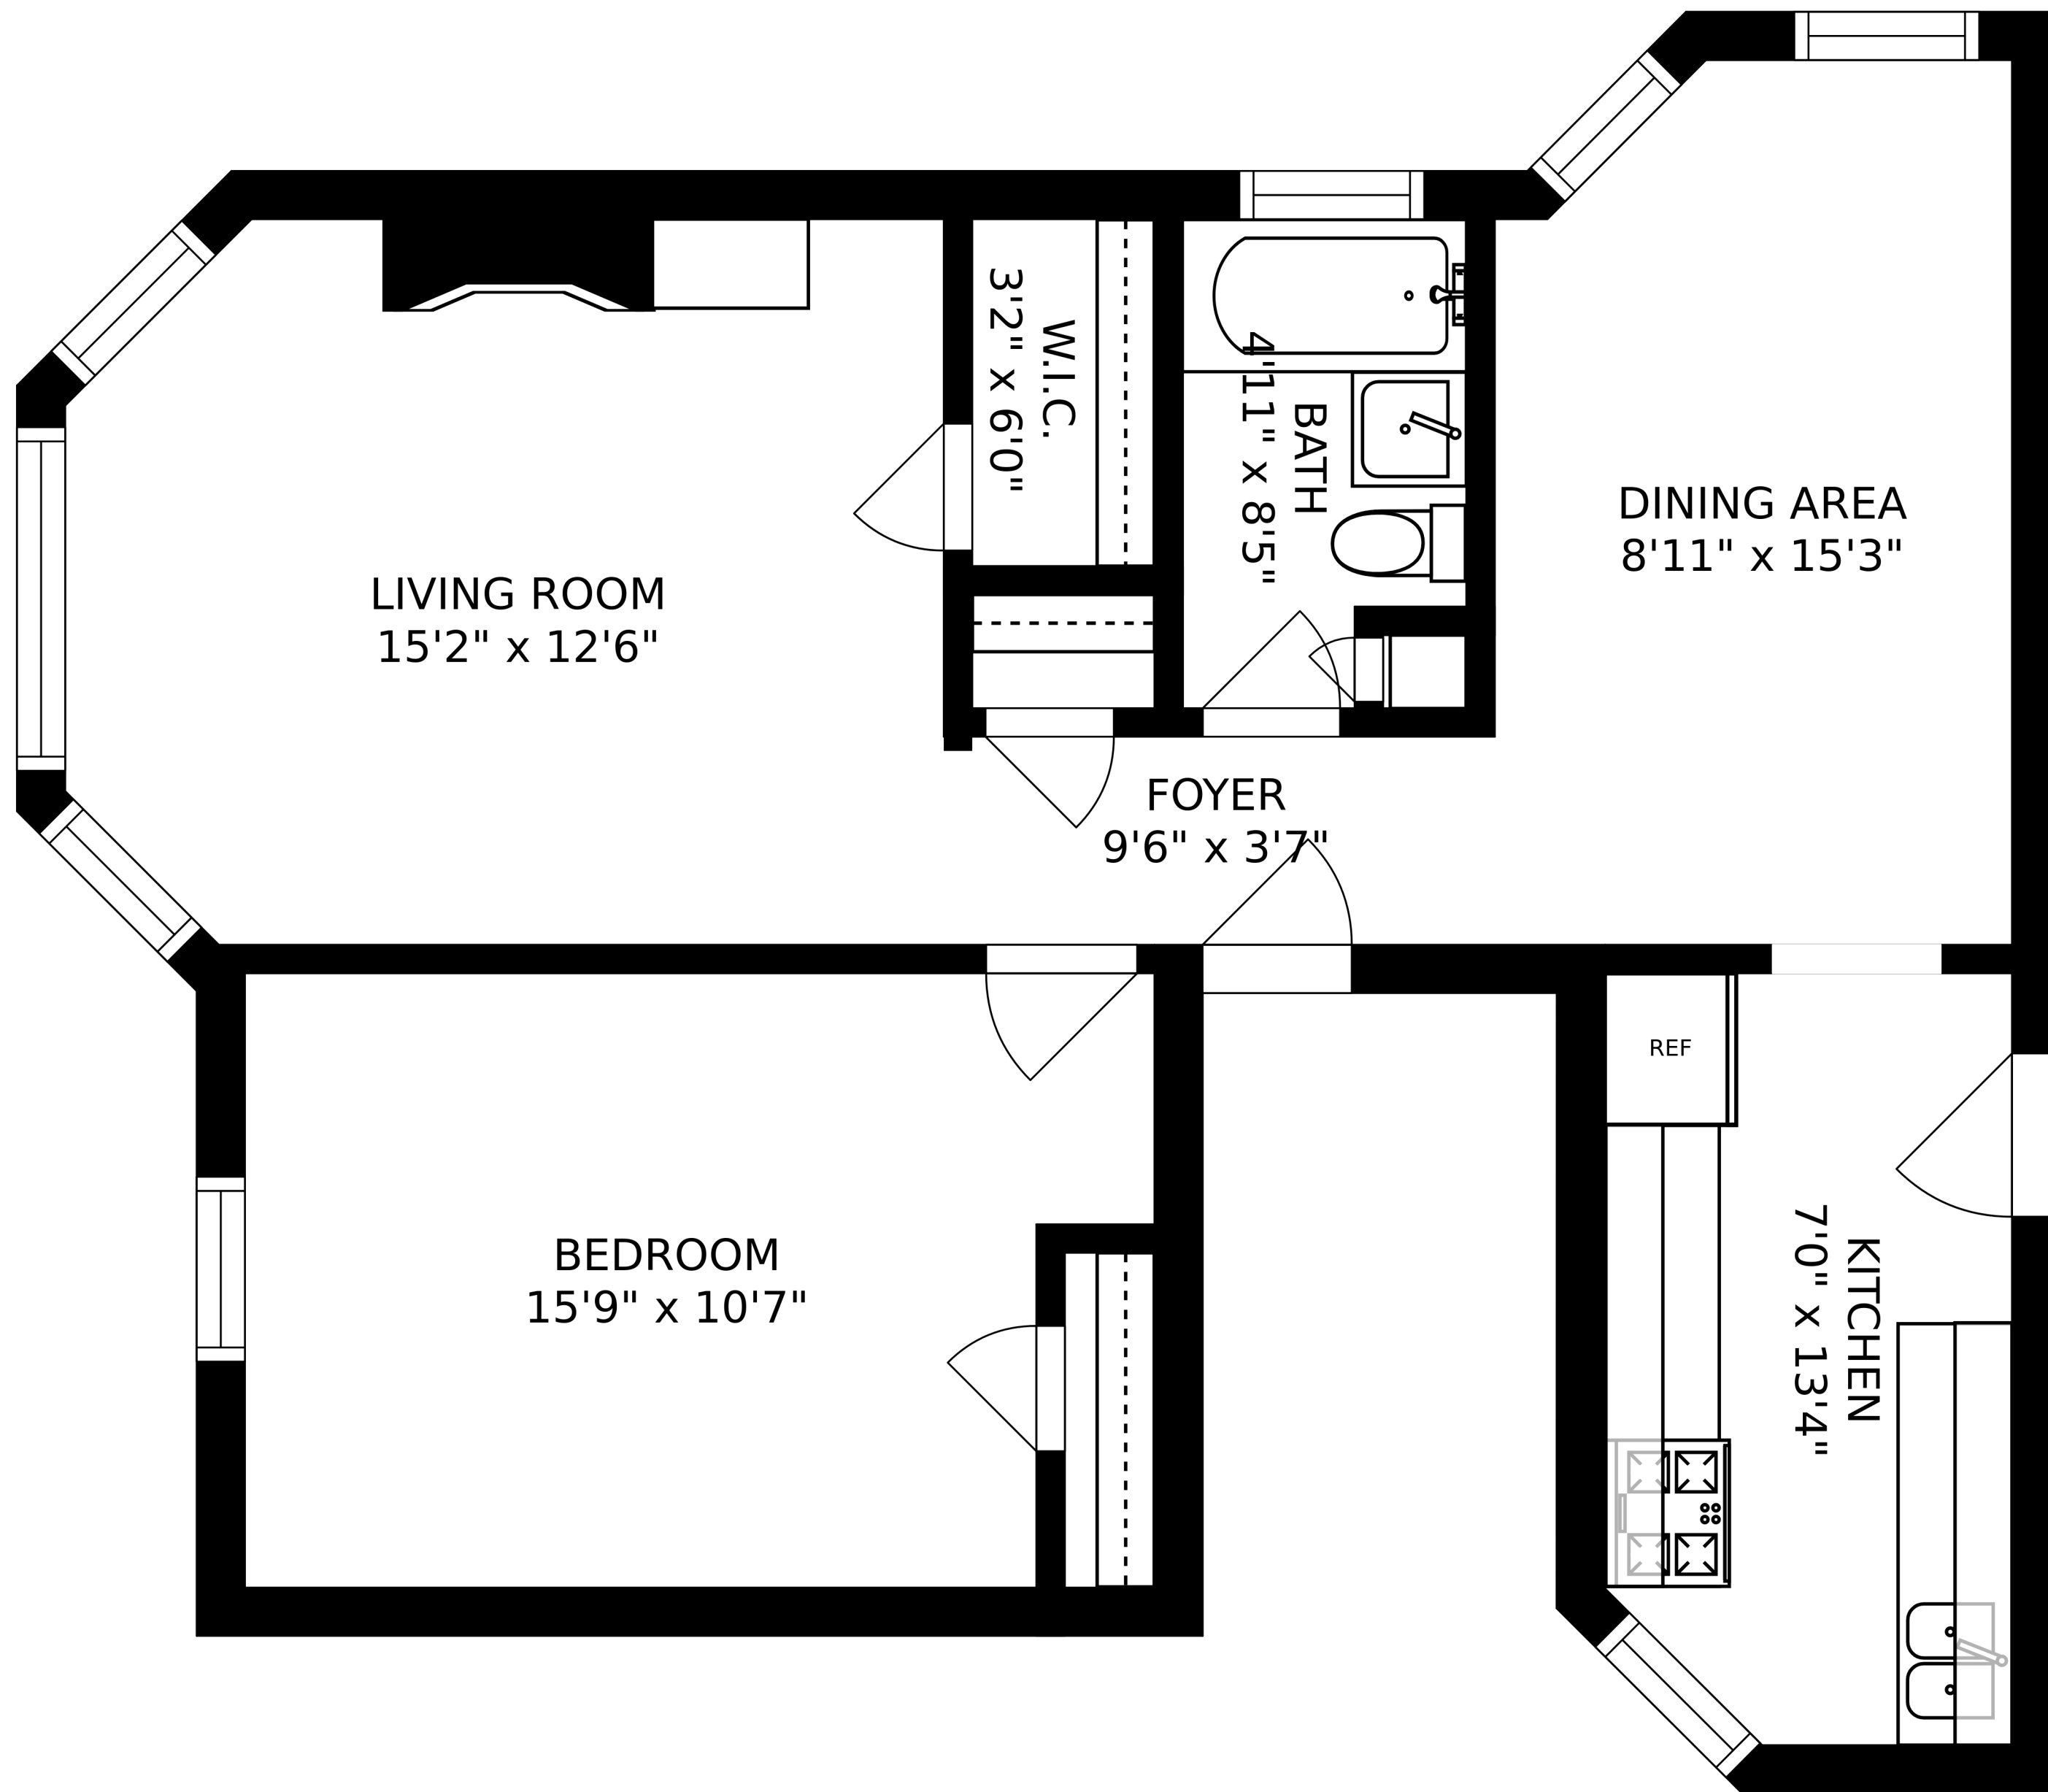 W.I.C.
3'2" x 6'0"
BATH
4'11" x 8'5"
DINING AREA
8'11" x 15'3"
LIVING ROOM
15'2" x 12'6"
FOYER
9'6" x 3'7"
REF
BEDROOM
15'9" x 10'7"
KITCHEN
7'0" x 13'4"